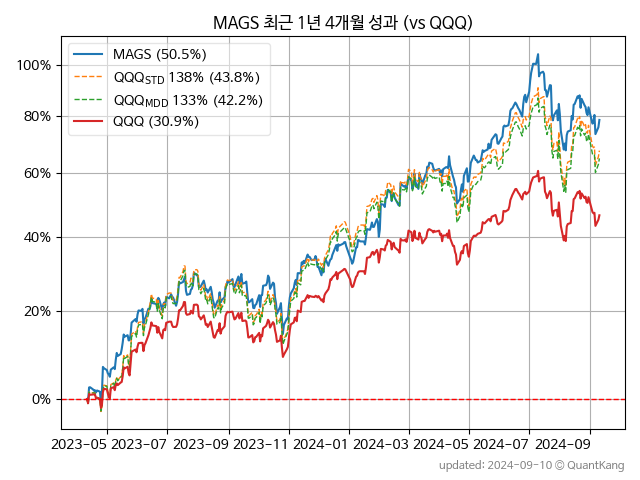 MAGS 최근 1년 4개월 성과 (vs QQQ)
MAGS (50.5%)
QQQSTD 138% (43.8%)
QQQMDD 133% (42.2%)
QQQ (30.9%)
100%
80%
60%
40%
20%
0%
2023-05 2023-07 2023-09 2023-11 2024-01 2024-03 2024-05 2024-07 2024-09
updated: 2024-09-10 © QuantKang